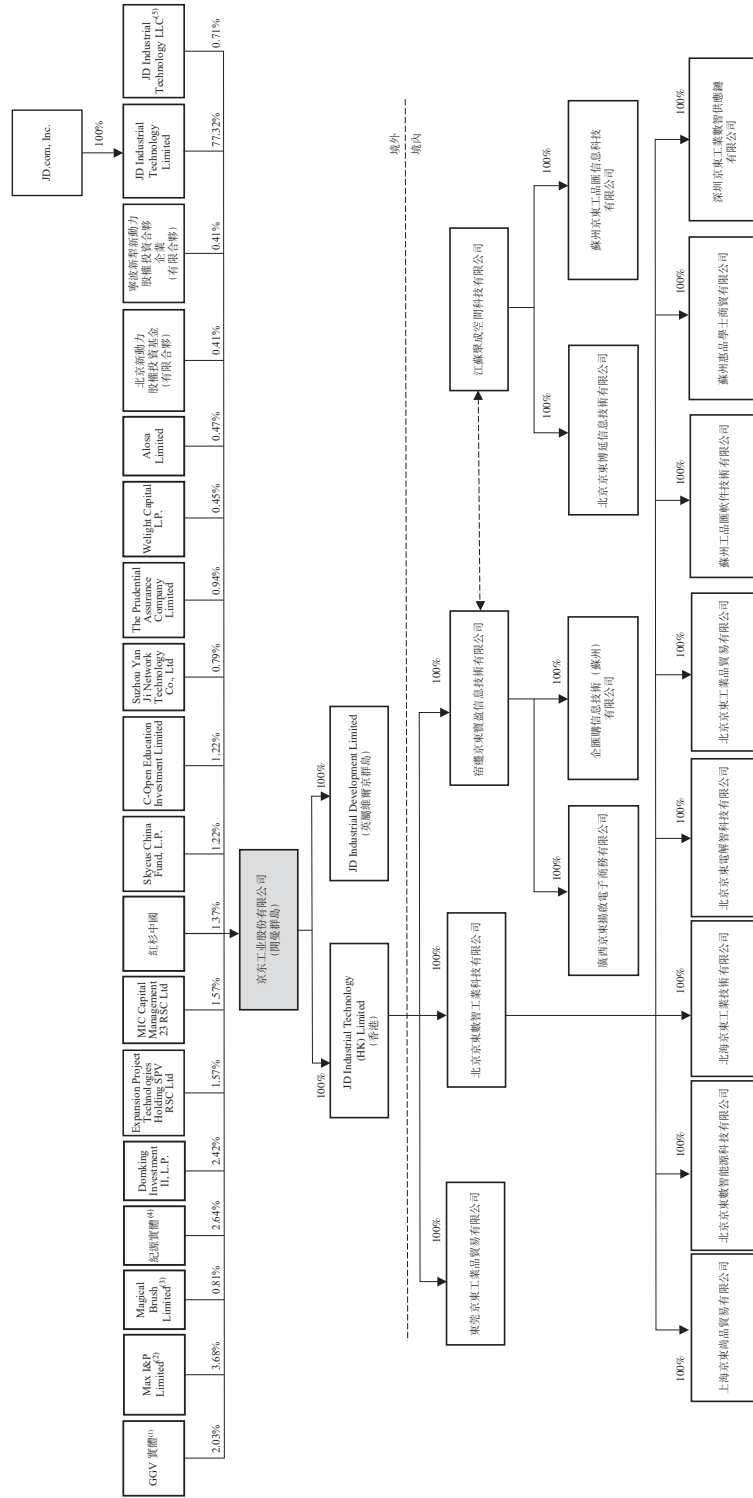 JD.com, Inc.
100%
GGV 實體(1)
Max I&P
Limited(2)
Magical
Brush
Limited(3)
紀源實體(4)
Domking
Investment
II, L.P.
Expansion Project
Technologies
Holding SPV
RSC Ltd
MIC Capital
Management
23 RSC Ltd
紅杉中國
Skycus China
Fund, L.P.
C-Open Education
Investment Limited
Suzhou Yan
Ji Network
Technology
Co., Ltd
The Prudential
Assurance
Company
Limited
Welight Capital
L.P.
Alosa
Limited
北京新動力
股權投資基金
(有限合夥)
寧波新犁新動力
股權投資合夥
企業
(有限合夥)
JD Industrial
Technology
Limited
JD Industrial
Technology LLC(5)
2.03%
3.68%
0.81%
2.64%
2.42%
1.57%
1.57%
1.37%
1.22%
1.22%
0.79%
0.94%
0.45%
0.47%
0.41%
0.41%
77.32%
0.71%
京东工业股份有限公司
(開曼群島)
100%
100%
JD Industrial Technology
(HK) Limited
(香港)
JD Industrial Development Limited
(英屬維爾京群島)
境外
境內
100%
100%
100%
東莞京東工業品貿易有限公司
北京京東數智工業科技有限公司
宿遷京東寶盈信息技術有限公司
江蘇聚成空間科技有限公司
100%
100%
100%
100%
廣西京東揚啟電子商務有限公司
企匯購信息技術(蘇州)
有限公司
北京京東博延信息技術有限公司
蘇州京東工品匯信息科技
有限公司
100%
100%
100%
100%
100%
100%
100%
100%
上海京東尚品貿易有限公司
北京京東數智能源科技有限公司
北海京東工業技術有限公司
北京京東電解智科技有限公司
北京京東工業品貿易有限公司
蘇州工品匯軟件技術有限公司
蘇州惠品學士商貿有限公司
深圳京東工業數智供應鏈
有限公司